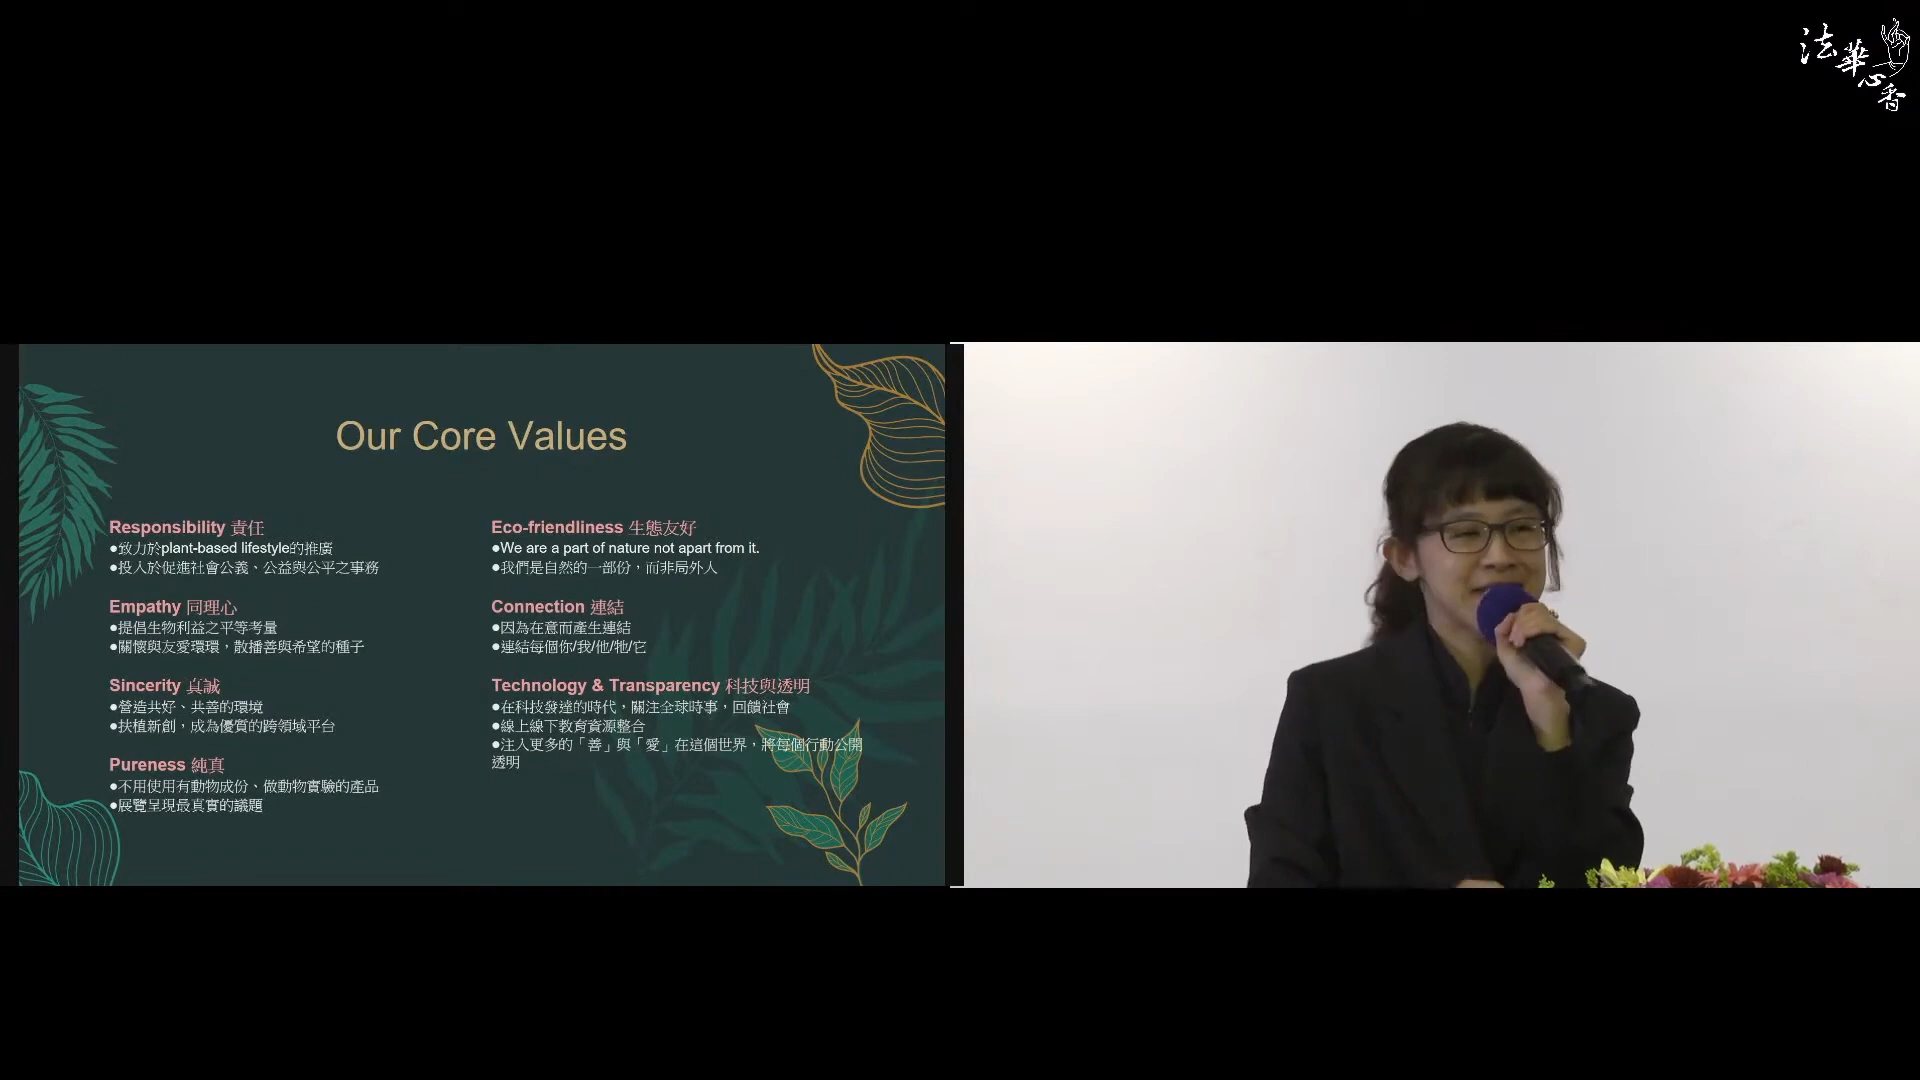 法華心香
Our Core Values
Responsibility 責任
●致力於plant-based lifestyle的推廣
●投入於促進社會公義、公益與公平之事務
Empathy 同理心
●提倡生物利益之平等考量
●關懷與友愛環環，散播善與希望的種子
Sincerity 真誠
●營造共好、共善的環境
●扶植新創，成為優質的跨領域平台
Pureness 純真
●不用使用有動物成份、做動物實驗的產品
●展覽呈現最真實的議題
Eco-friendliness 生態友好
●We are a part of nature not apart from it.
●我們是自然的一部份，而非局外人
Connection 連結
●因為在意而產生連結
●連結每個你/我/他/牠/它
Technology & Transparency 科技與透明
●在科技發達的時代，關注全球時事，回饋社會
●線上線下教育資源整合
●注入更多的「善」與「愛」在這個世界，將每個行動公開
透明